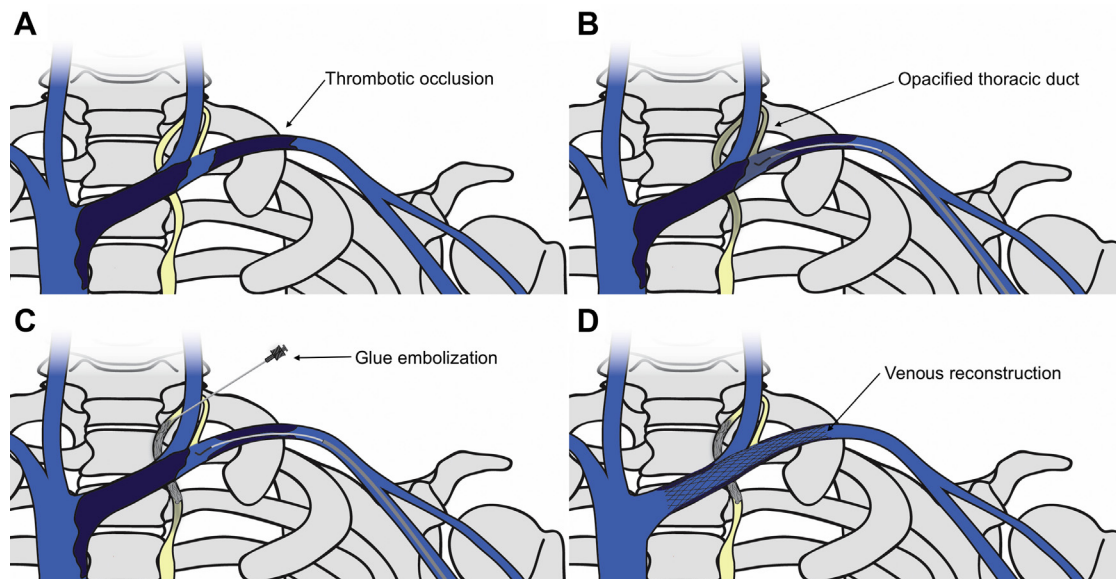 A
Thrombotic occlusion
B
Opacified thoracic duct
C
Glue embolization
D
Venous reconstruction